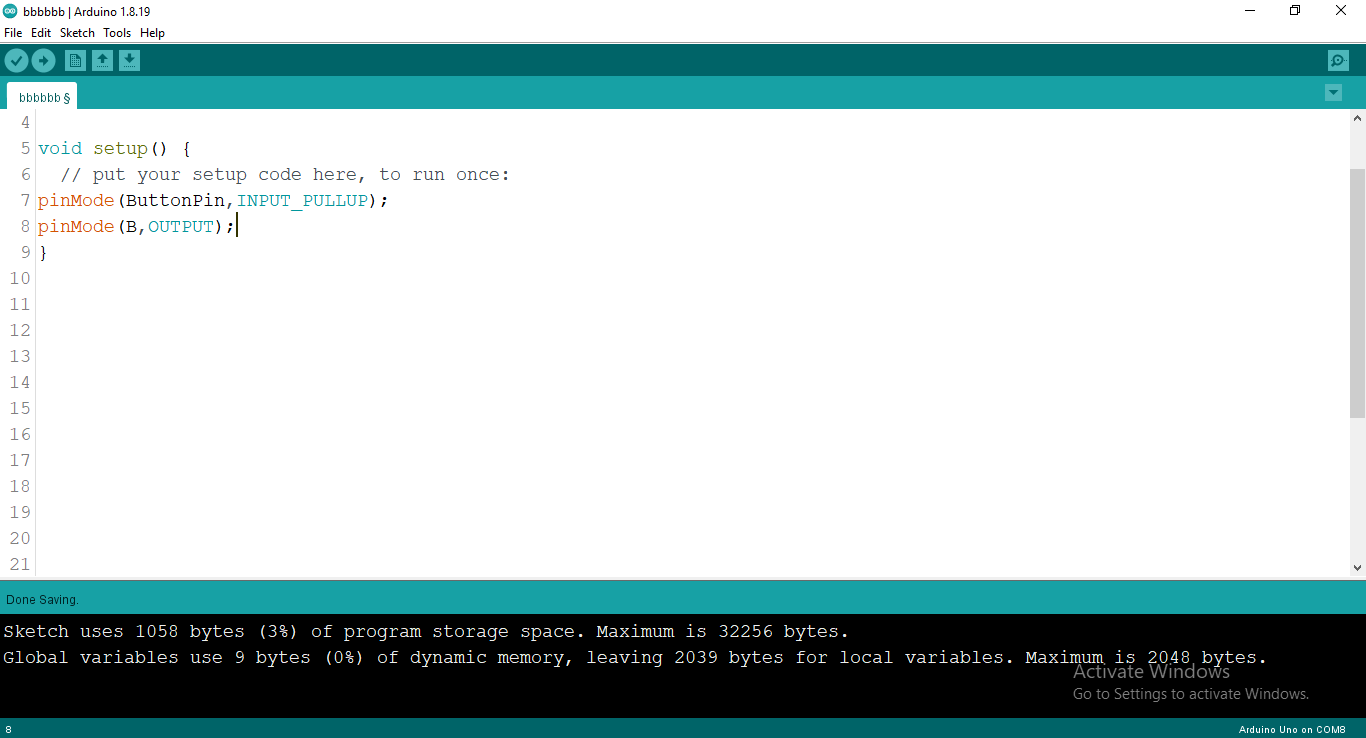 bbbbbb | Arduino 1.8.19
File Edit Sketch Tools Help
bbbbbb §
4
5 void setup() {
6 // put your setup code here, to run once:
7 pinMode(ButtonPin,INPUT_PULLUP);
8 pinMode(B,OUTPUT);
9 }
10
11
12
13
14
15
16
17
18
19
20
21
Done Saving.
Sketch uses 1058 bytes (3%) of program storage space. Maximum is 32256 bytes.
Global variables use 9 bytes (0%) of dynamic memory, leaving 2039 bytes for local variables. Maximum is 2048 bytes.
Activate Windows
Go to Settings to activate Windows.
8 Arduino Uno on COM8